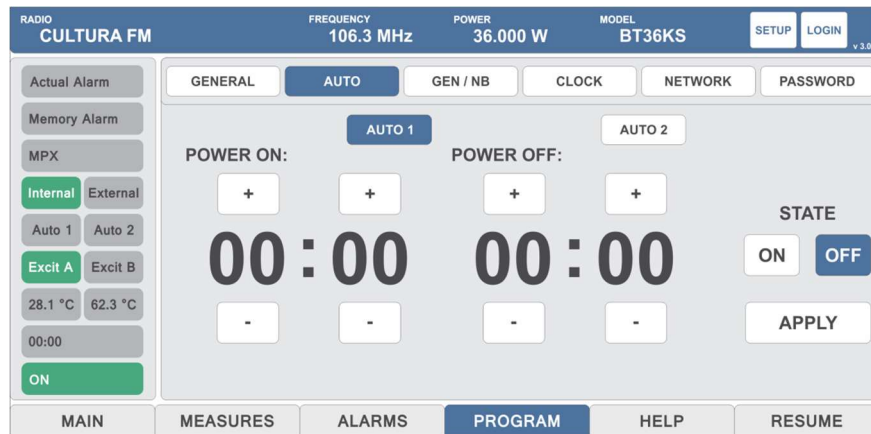 RADIO FREQUENCY POWER MODEL
CULTURA FM 106.3 MHz 36.000 W BT36KS SETUP LOGIN v 3.0
Actual Alarm
Memory Alarm
MPX
Internal External
Auto 1 Auto 2
Excit A Excit B
28.1 °C 62.3 °C
00:00
ON
GENERAL AUTO GEN / NB CLOCK NETWORK PASSWORD
AUTO 1 AUTO 2
POWER ON: POWER OFF:
+ + + +
00:00 00:00
- - - -
STATE
ON OFF
APPLY
MAIN MEASURES ALARMS PROGRAM HELP RESUME